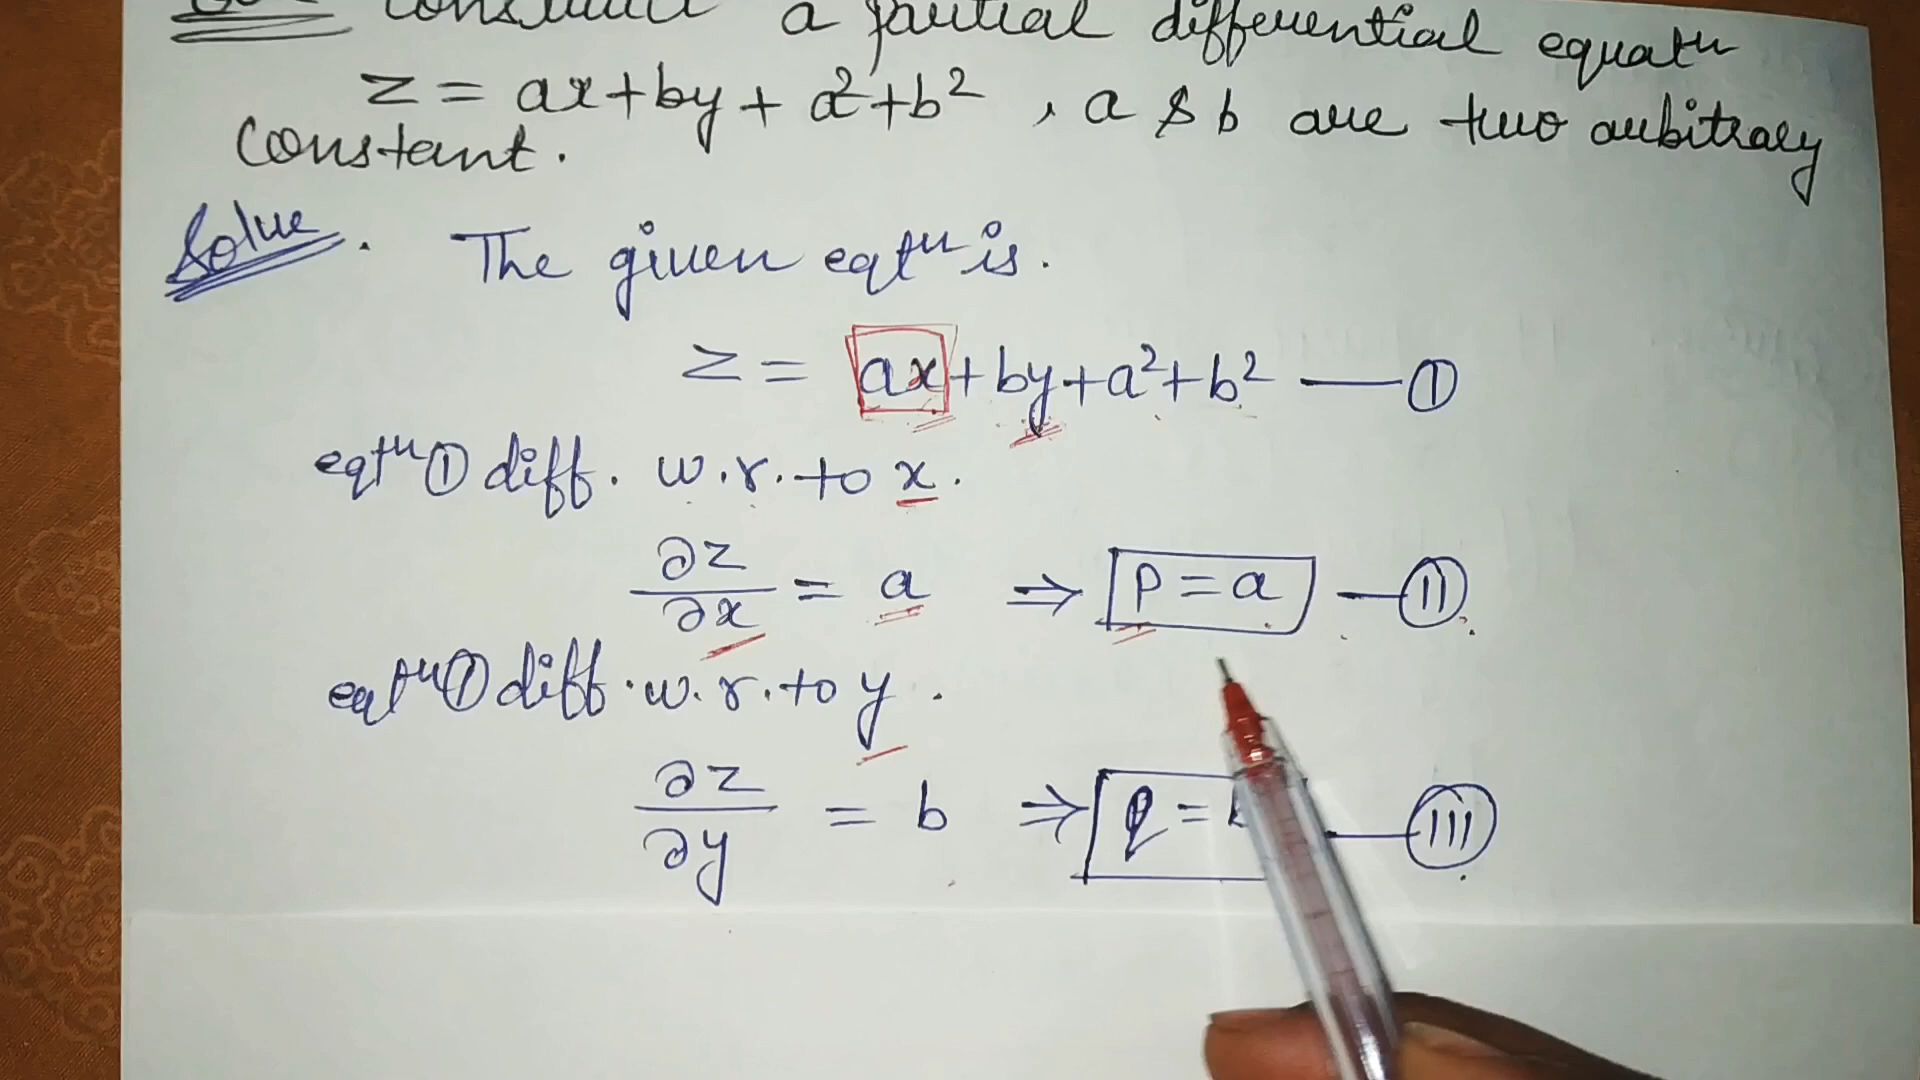 construct a partial differential equatn
z = ax+by+a²+b² , a & b are two arbitrary
constant.
Solve. The given eqtn is.
z = ax+by+a²+b² — ①
eqtn ① diff. w.r.to x.
∂z/∂x = a ⇒ p = a — ⅠⅠ
eqtn ① diff. w.r.to y.
∂z/∂y = b ⇒ q = — ⅠⅠⅠ